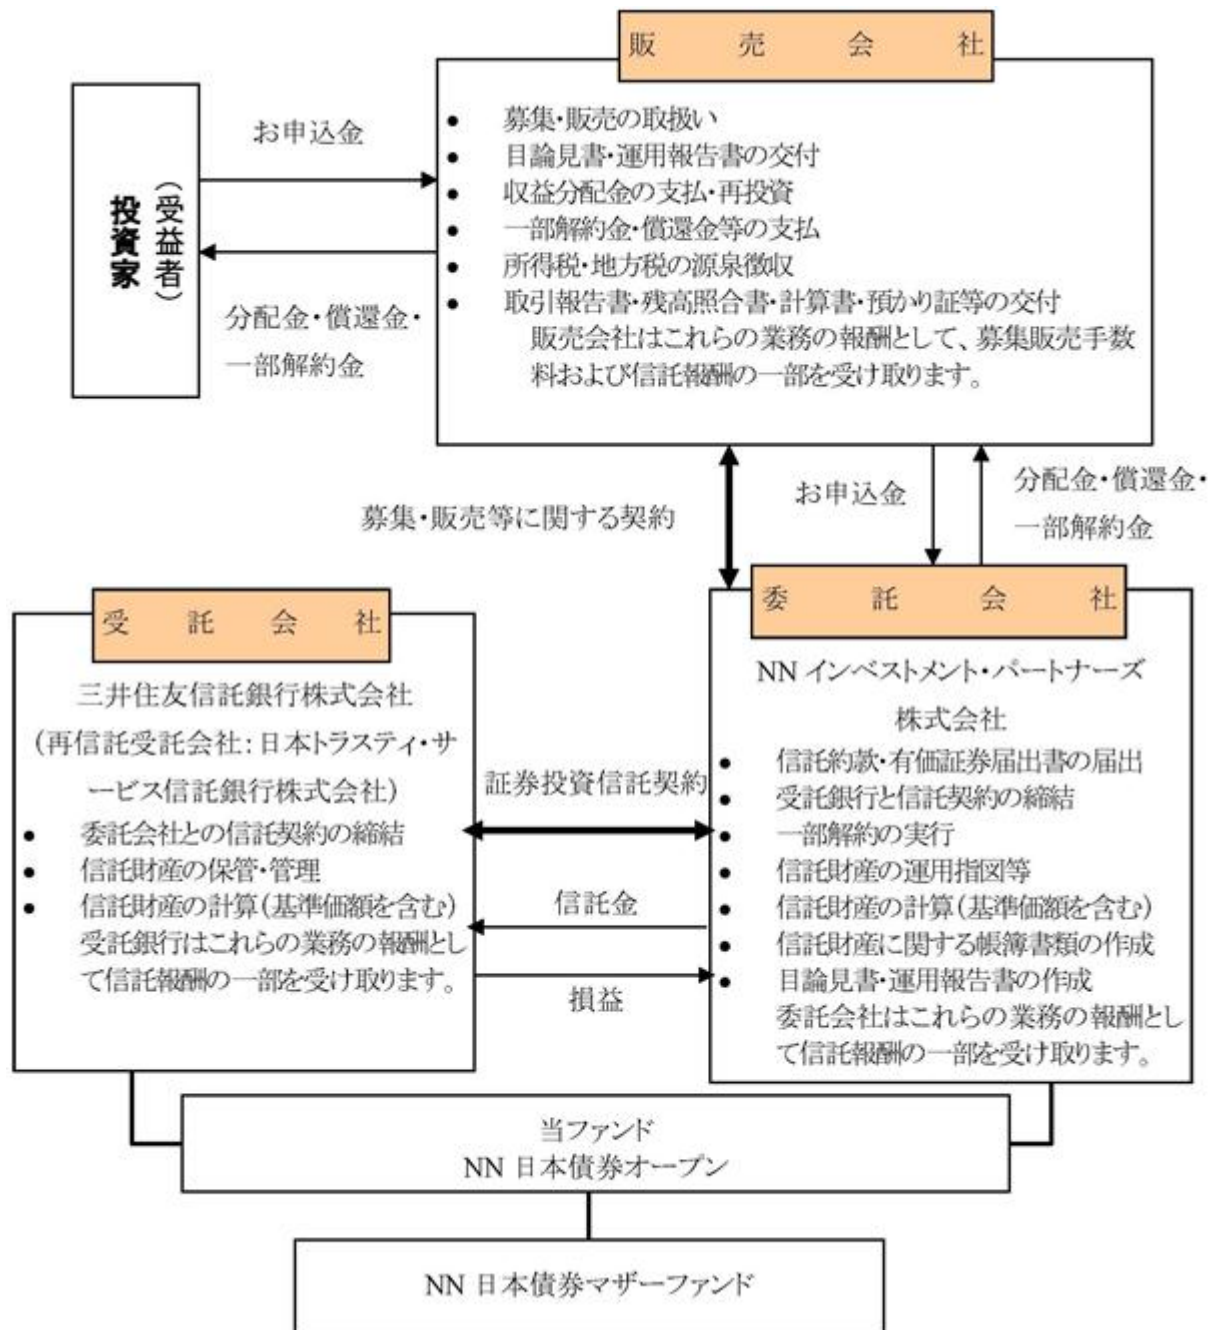 販売会社
投資家
(受益者)
お申込金
分配金・償還金・
一部解約金
● 募集・販売の取扱い
● 目論見書・運用報告書の交付
● 収益分配金の支払・再投資
● 一部解約金・償還金等の支払
● 所得税・地方税の源泉徴収
● 取引報告書・残高照合書・計算書・預かり証等の交付
販売会社はこれらの業務の報酬として、募集販売手数
料および信託報酬の一部を受け取ります。
募集・販売等に関する契約
お申込金
分配金・償還金・
一部解約金
受託会社
三井住友信託銀行株式会社
(再信託受託会社:日本トラスティ・サ
ービス信託銀行株式会社)
● 委託会社との信託契約の締結
● 信託財産の保管・管理
● 信託財産の計算(基準価額を含む)
受託銀行はこれらの業務の報酬とし
て信託報酬の一部を受け取ります。
証券投資信託契約
信託金
損益
委託会社
NN インベストメント・パートナーズ
株式会社
● 信託約款・有価証券届出書の届出
● 受託銀行と信託契約の締結
● 一部解約の実行
● 信託財産の運用指図等
● 信託財産の計算(基準価額を含む)
● 信託財産に関する帳簿書類の作成
● 目論見書・運用報告書の作成
委託会社はこれらの業務の報酬とし
て信託報酬の一部を受け取ります。
当ファンド
NN 日本債券オープン
NN 日本債券マザーファンド